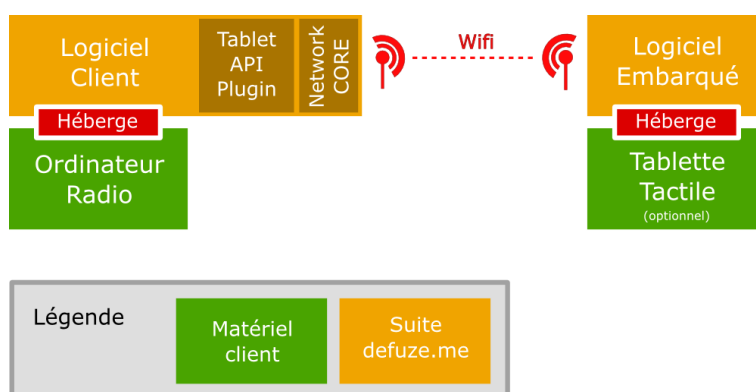 Logiciel
Client
Tablet
API
Plugin
Network
CORE
Wifi
Logiciel
Embarqué
Héberge
Héberge
Ordinateur
Radio
Tablette
Tactile
(optionnel)
Légende
Matériel
client
Suite
defuze.me